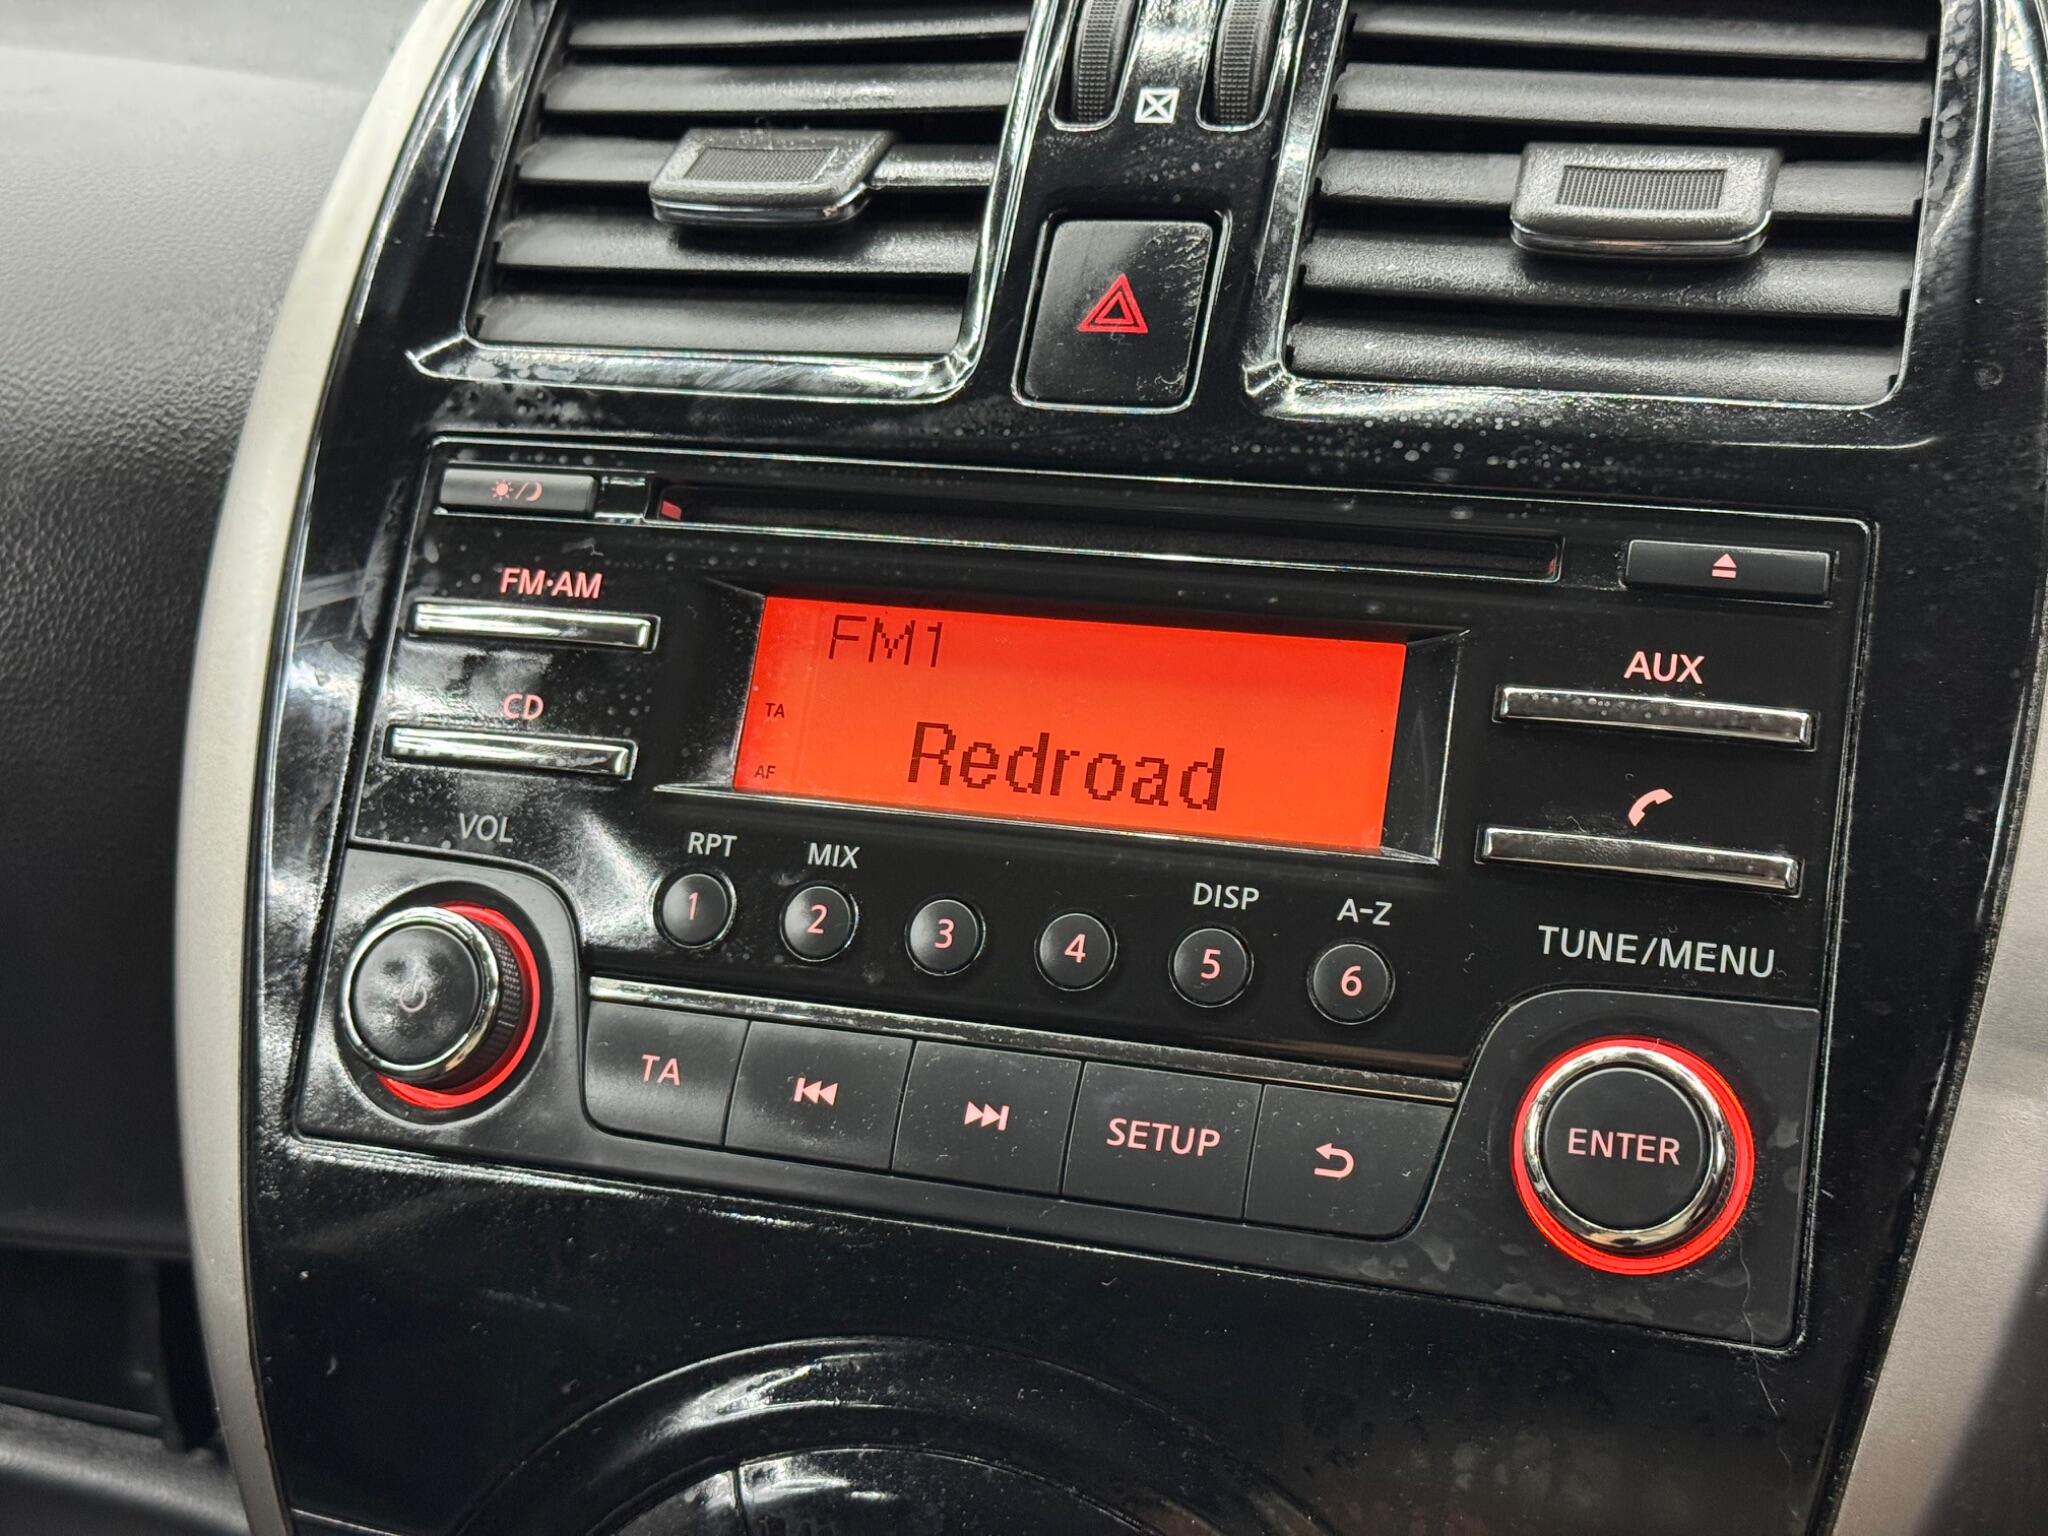 FM·AM
CD
VOL
FM1
TA
AF
Redroad
AUX
RPT MIX DISP A-Z
1 2 3 4 5 6
TUNE/MENU
TA SETUP
ENTER